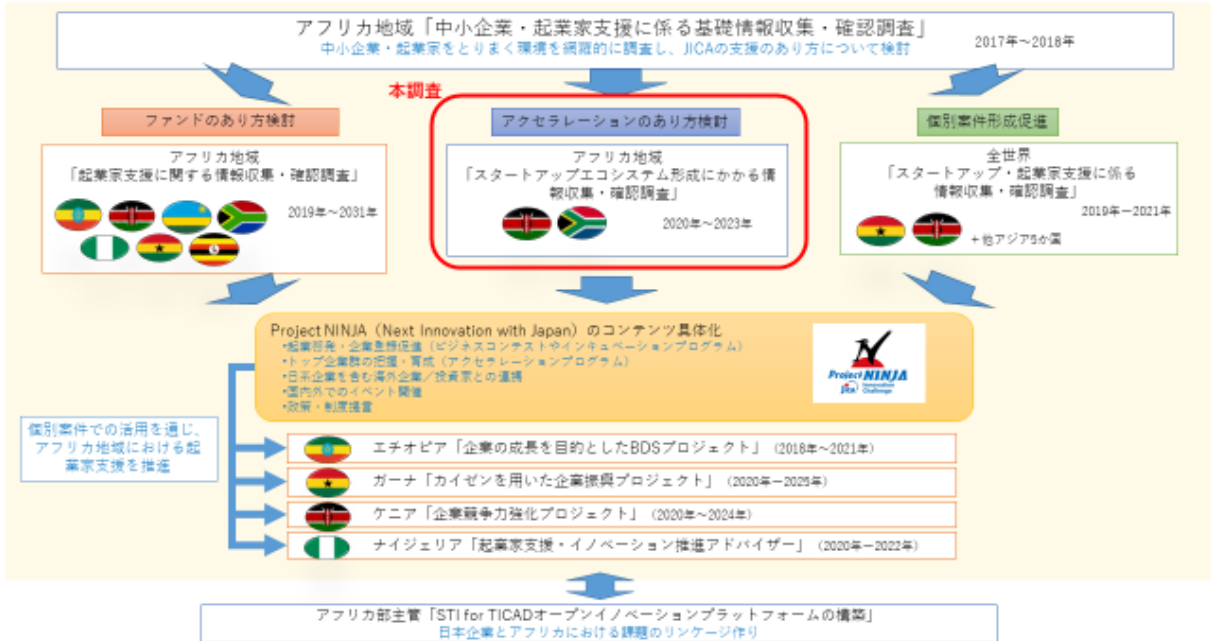 アフリカ地域「中小企業・起業家支援に係る基礎情報収集・確認調査」
中小企業・起業家をとりまく環境を網羅的に調査し、JICAの支援のあり方について検討
2017年～2018年
本調査
ファンドのあり方検討
アフリカ地域
「起業家支援に関する情報収集・確認調査」
2019年～2031年
アクセラレーションのあり方検討
アフリカ地域
「スタートアップエコシステム形成にかかる情
報収集・確認調査」
2020年～2023年
個別案件形成促進
全世界
「スタートアップ・起業家支援に係る
情報収集・確認調査」
2019年－2021年
＋他アジア5か国
Project NINJA（Next Innovation with Japan）のコンテンツ具体化
•起業啓発・企業登録促進（ビジネスコンテストやインキュベーションプログラム）
•トップ企業群の把握・育成（アクセラレーションプログラム）
•日系企業を含む海外企業／投資家との連携
•国内外でのイベント開催
•政策・制度提言
Project NINJA
jica Innovation
Challenge
個別案件での活用を通じ、
アフリカ地域における起
業家支援を推進
エチオピア「企業の成長を目的としたBDSプロジェクト」（2018年～2021年）
ガーナ「カイゼンを用いた企業振興プロジェクト」（2020年－2025年）
ケニア「企業競争力強化プロジェクト」（2020年～2024年）
ナイジェリア「起業家支援・イノベーション推進アドバイザー」（2020年－2022年）
アフリカ部主管「STI for TICADオープンイノベーションプラットフォームの構築」
日本企業とアフリカにおける課題のリンケージ作り